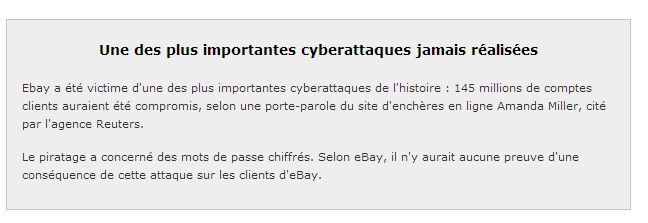 Une des plus importantes cyberattaques jamais réalisées
Ebay a été victime d'une des plus importantes cyberattaques de l'histoire : 145 millions de comptes
clients auraient été compromis, selon une porte-parole du site d'enchères en ligne Amanda Miller, cité
par l'agence Reuters.
Le piratage a concerné des mots de passe chiffrés. Selon eBay, il n'y aurait aucune preuve d'une
conséquence de cette attaque sur les clients d'eBay.